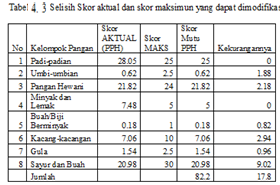 Tabel 4. 3 Selisih Skor aktual dan skor maksimun yang dapat dimodifikas
No Kelompok Pangan Skor AKTUAL (PPH) Skor MAKS Skor Mutu PPH Kekurangannya
1 Padi-padian 28.05 25 25 0
2 Umbi-umbian 0.62 2.5 0.62 1.88
3 Pangan Hewani 21.82 24 21.82 2.18
4 Minyak dan Lemak 7.48 5 5 0
5 Buah/Biji Berminyak 0.18 1 0.18 0.82
6 Kacang-kacangan 7.06 10 7.06 2.94
7 Gula 1.54 2.5 1.54 0.96
8 Sayur dan Buah 20.98 30 20.98 9.02
Jumlah 82.2 17.8